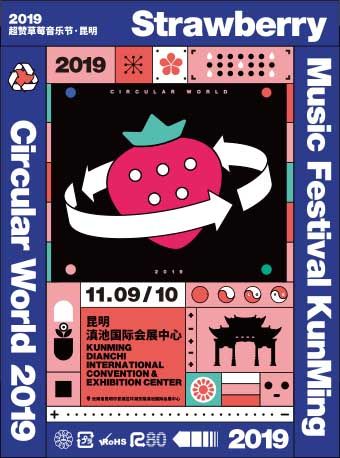 2019
超赞草莓音乐节·昆明
Strawberry
Music Festival KunMing
Circular World 2019
2019
CIRCULAR WORLD
2019
11.09/10
昆明
滇池国际会展中心
KUNMING
DIANCHI
INTERNATIONAL
CONVENTION &
EXHIBITION CENTER
RoHS
80
2019